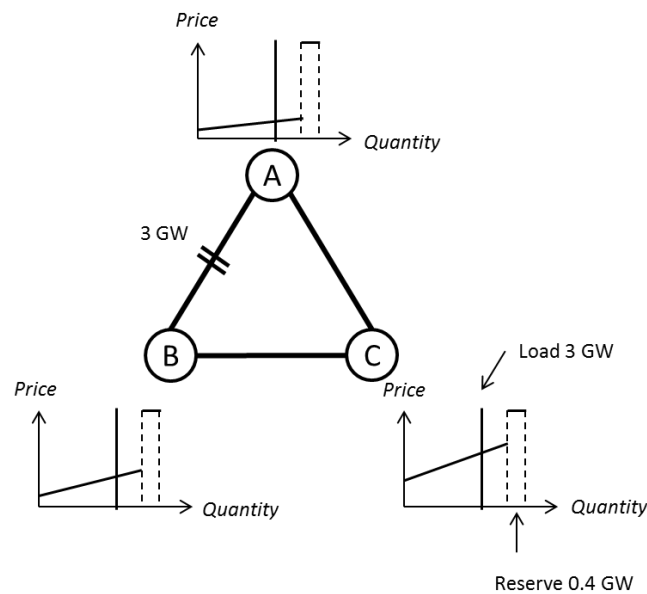 Price
Quantity
A
3 GW
B
C
Load 3 GW
Price
Quantity
Price
Quantity
Reserve 0.4 GW